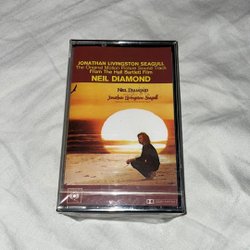 JONATHAN LIVINGSTON SEAGULL
The Original Motion Picture Sound Track
From The Hall Bartlett Film
NEIL DIAMOND
Neil Diamond
Jonathan Livingston Seagull